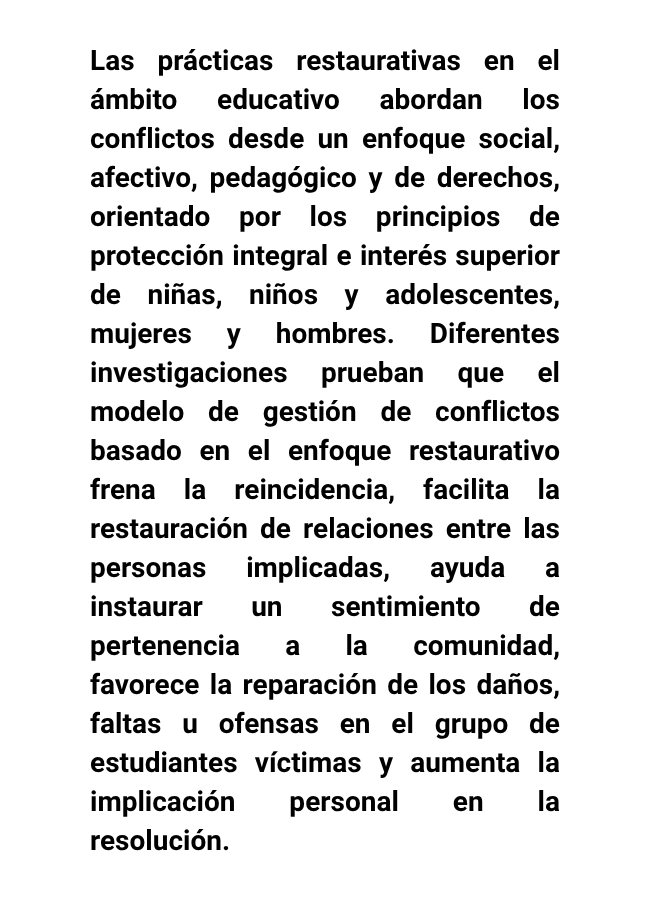 Las prácticas restaurativas en el
ámbito educativo abordan los
conflictos desde un enfoque social,
afectivo, pedagógico y de derechos,
orientado por los principios de
protección integral e interés superior
de niñas, niños y adolescentes,
mujeres y hombres. Diferentes
investigaciones prueban que el
modelo de gestión de conflictos
basado en el enfoque restaurativo
frena la reincidencia, facilita la
restauración de relaciones entre las
personas implicadas, ayuda a
instaurar un sentimiento de
pertenencia a la comunidad,
favorece la reparación de los daños,
faltas u ofensas en el grupo de
estudiantes víctimas y aumenta la
implicación personal en la
resolución.